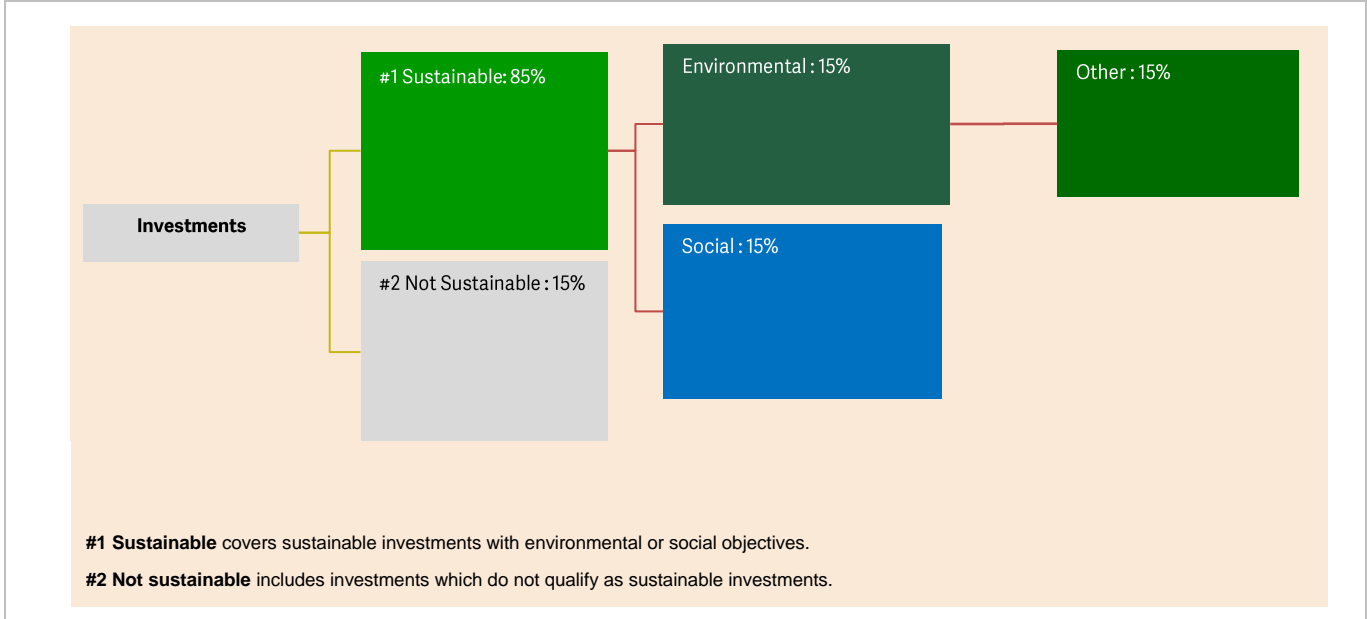 #1 Sustainable: 85%
Environmental : 15%
Other : 15%
Investments
Social : 15%
#2 Not Sustainable : 15%
#1 Sustainable covers sustainable investments with environmental or social objectives.
#2 Not sustainable includes investments which do not qualify as sustainable investments.